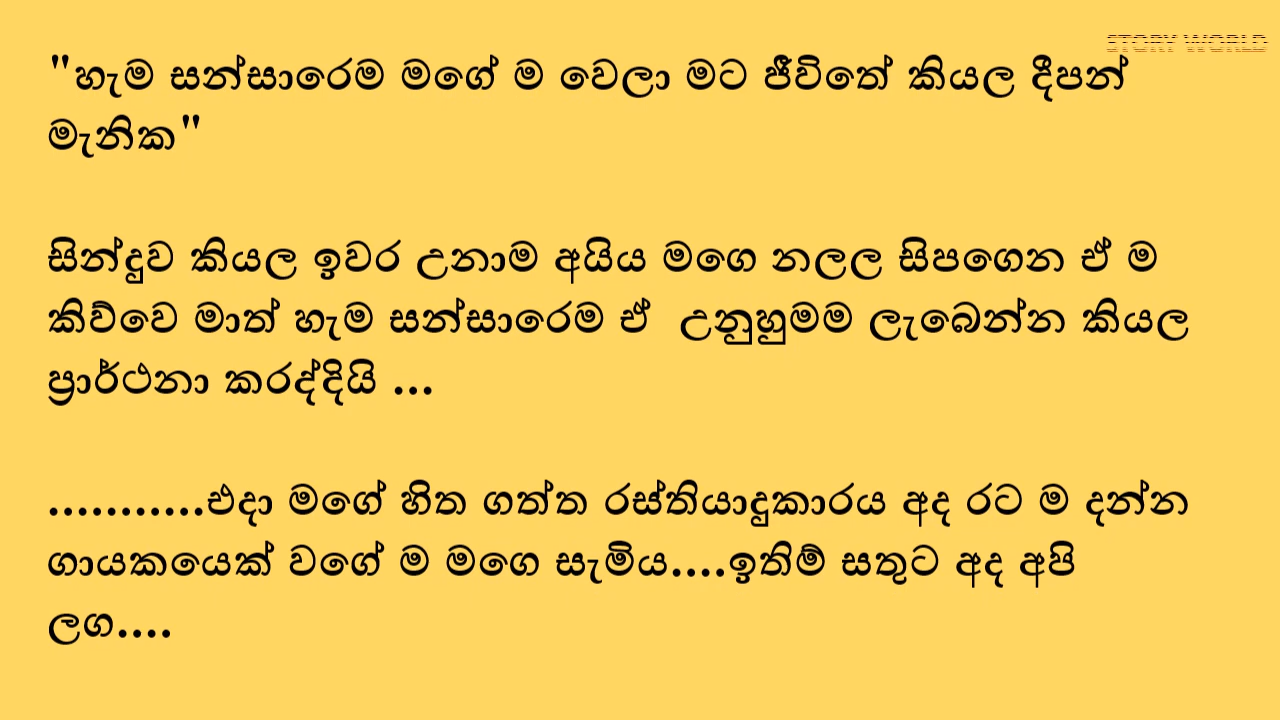 STORY WORLD
"හැම සන්සාරෙම මගේ ම වෙලා මට ජීවිතේ කියල දීපන්
මැනික"
සින්දුව කියල ඉවර උනාම අයිය මගෙ නලල සිපගෙන ඒ ම
කිව්වෙ මාත් හැම සන්සාරෙම ඒ  උනුහුමම ලැබෙන්න කියල
ප්‍රාර්ථනා කරද්දියි ...
...........එදා මගේ හිත ගත්ත රස්තියාදුකාරය අද රට ම දන්න
ගායකයෙක් වගේ ම මගෙ සැමිය....ඉතිම් සතුට අද අපි
ලග....